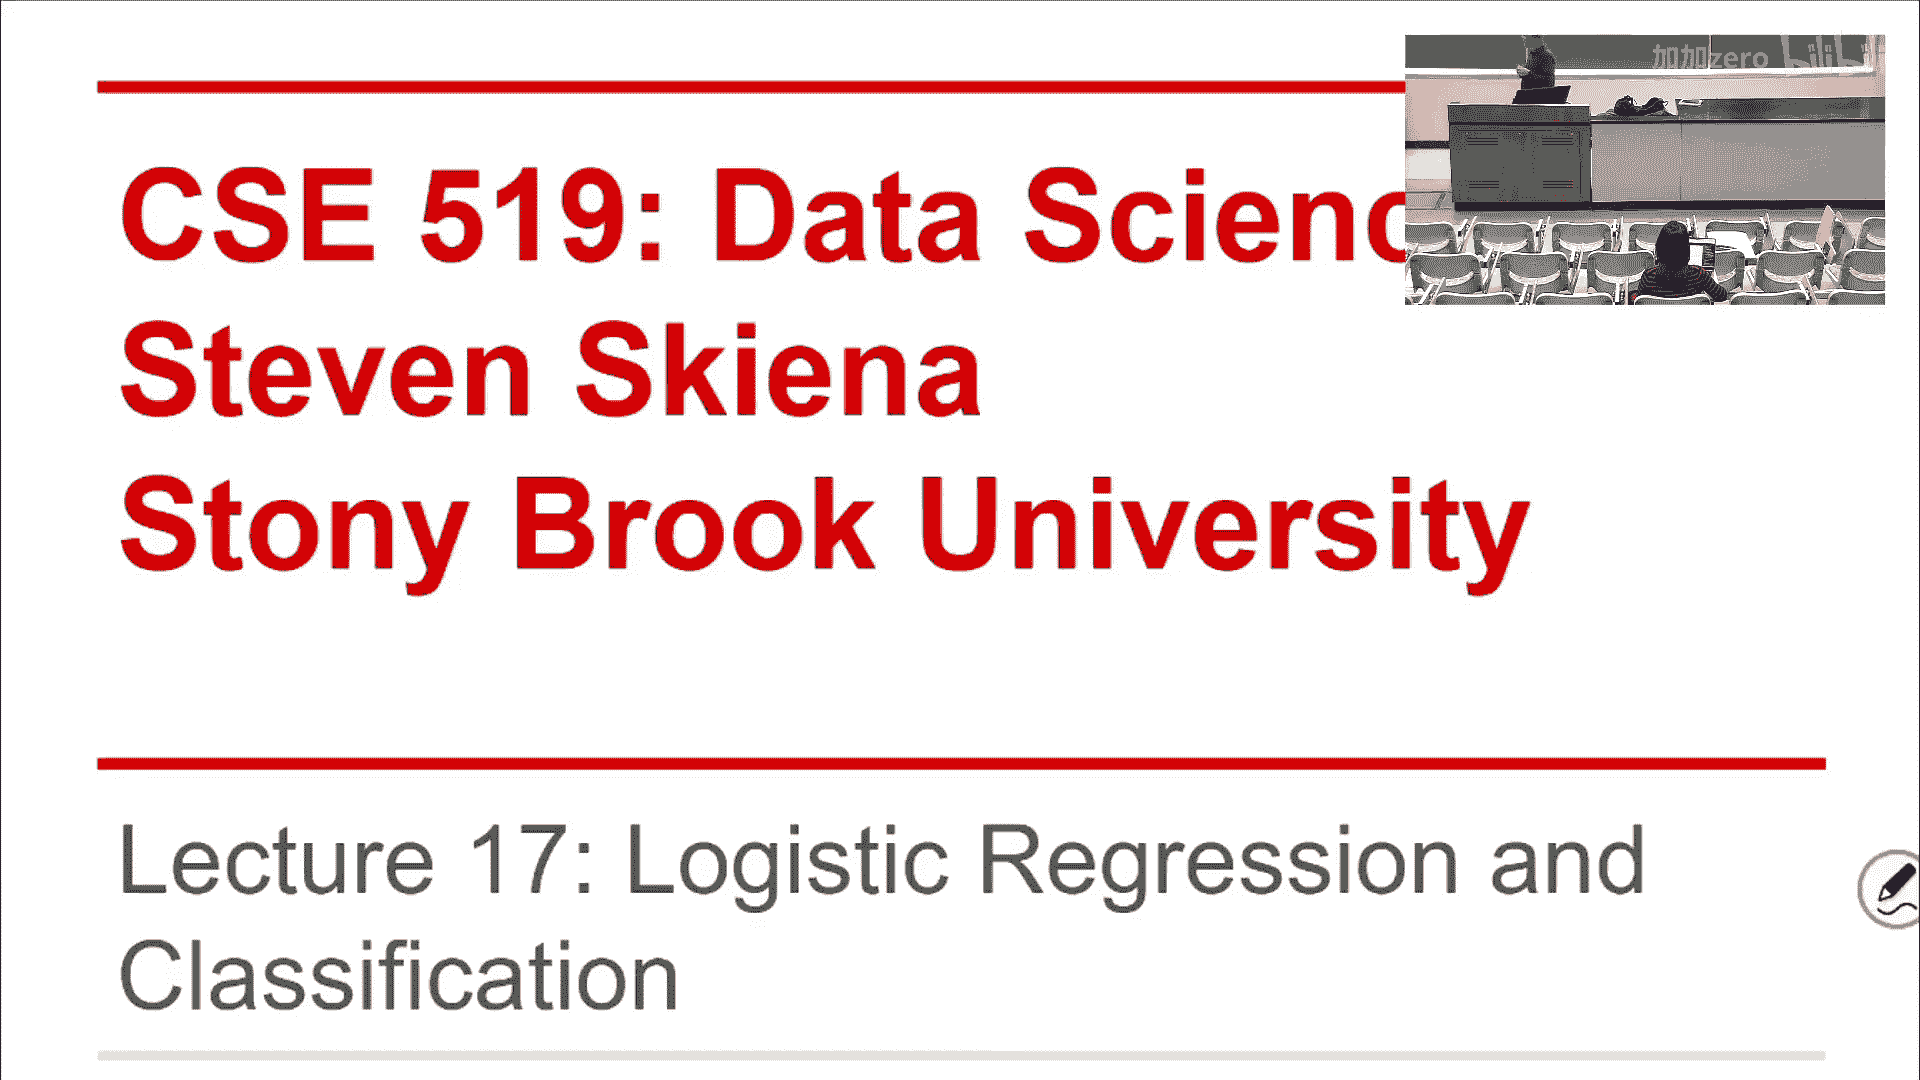 CSE 519: Data Scienc
Steven Skiena
Stony Brook University
Lecture 17: Logistic Regression and
Classification
加加zero bilibili